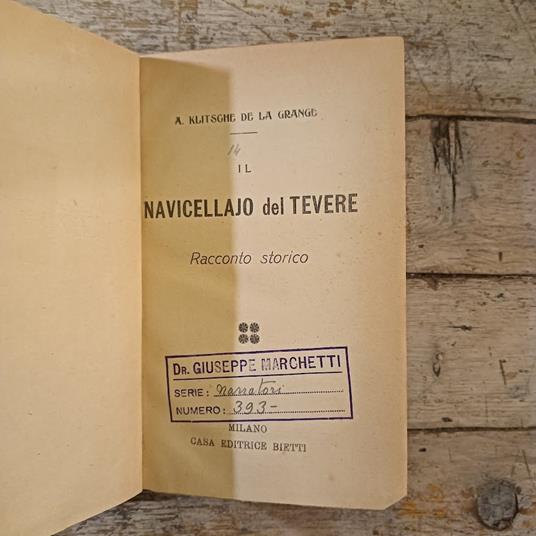 A. KLITSCHE DE LA GRANGE
14
IL
NAVICELLAJO del TEVERE
Racconto storico
DR. GIUSEPPE MARCHETTI
SERIE: Narratori
NUMERO: 393-
MILANO
CASA EDITRICE BIETTI